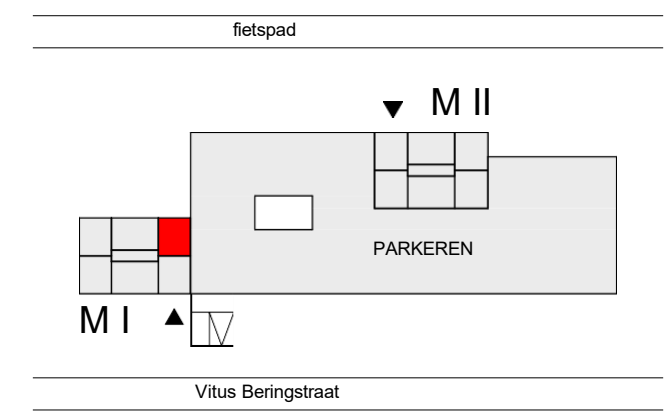 fietspad
M II
PARKEREN
M I
Vitus Beringstraat